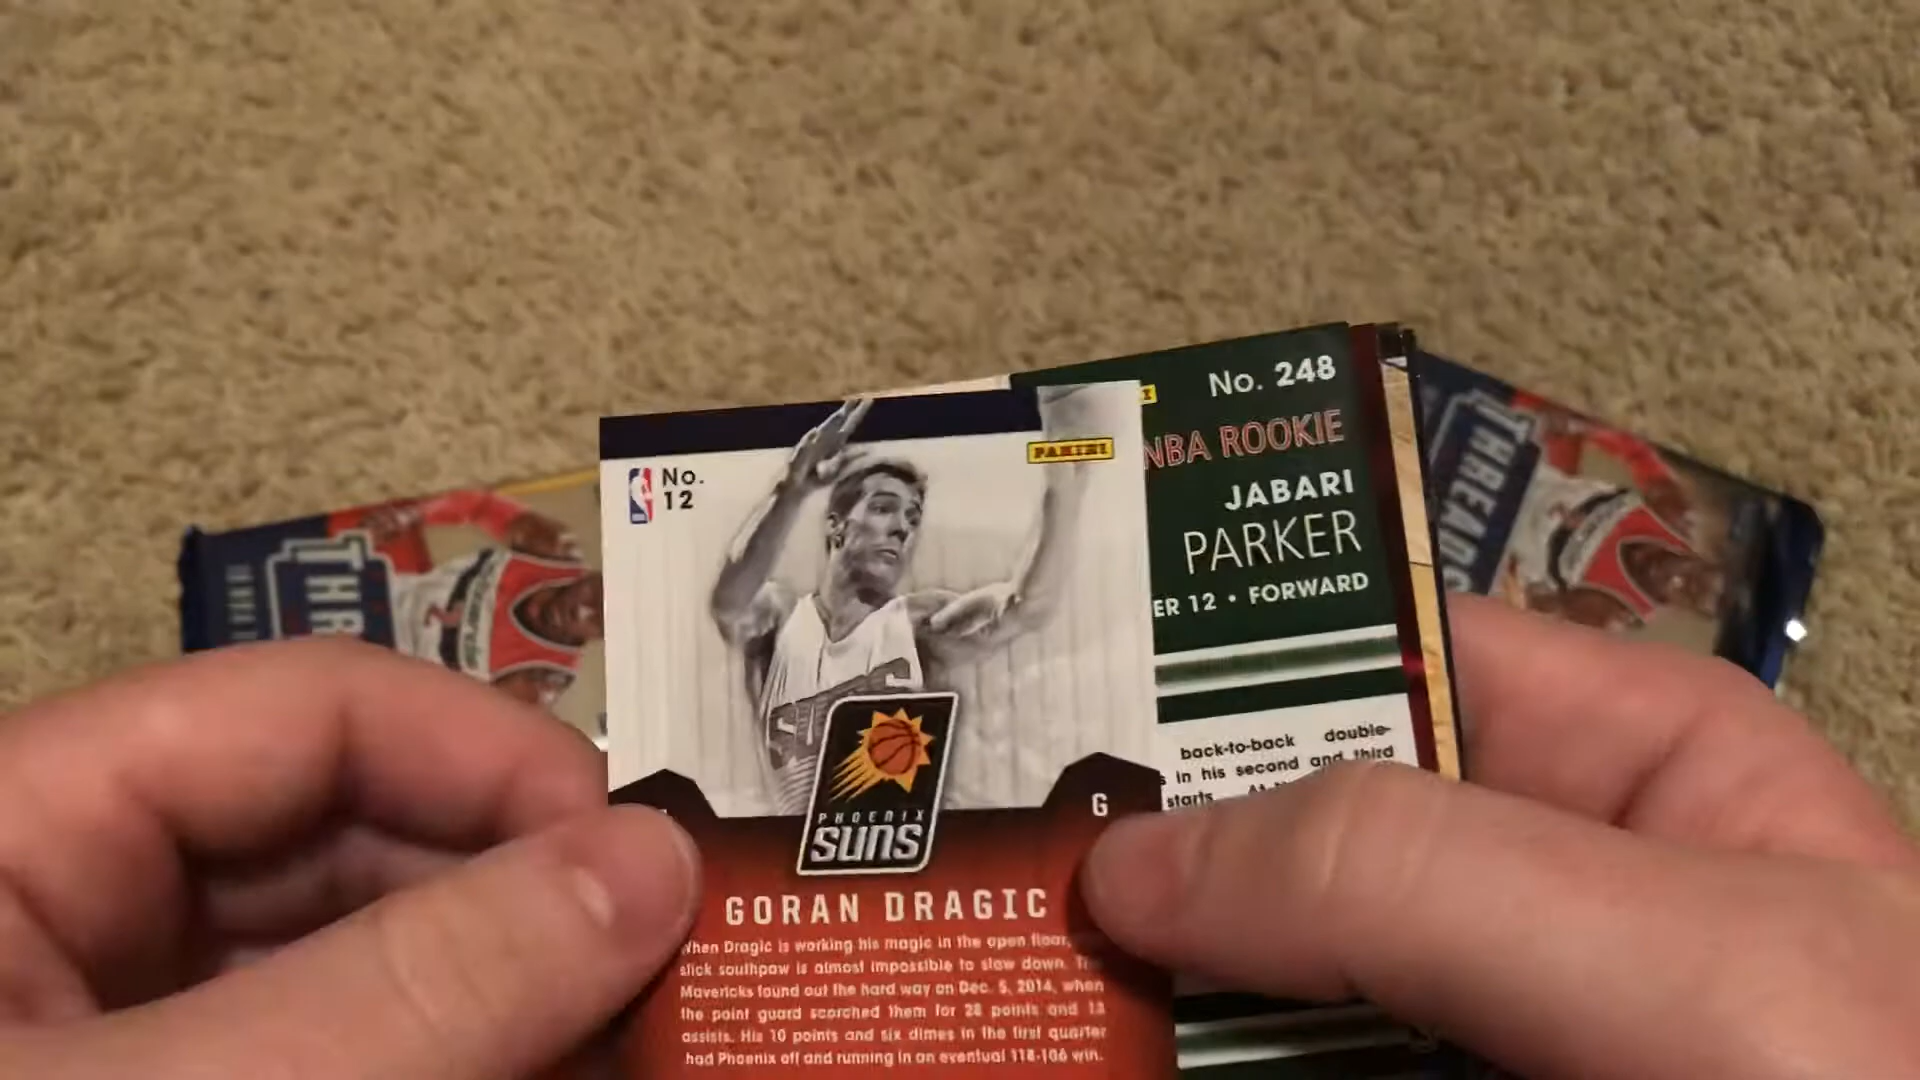 No.
12
PANINI
PHOENIX
SUNS
G
GORAN DRAGIC
When Dragic is working his magic in the open floor,
slick southpaw is almost impossible to slow down. The
Mavericks found out the hard way on Dec. 5, 2014, when
the point guard scorched them for 28 points and 13
assists. His 10 points and six dimes in the first quarter
had Phoenix off and running in an eventual 118-106 win.
No. 248
NBA ROOKIE
JABARI
PARKER
ER 12 • FORWARD
back-to-back double-
s in his second and third
starts.
PANINI
THR
THREADS